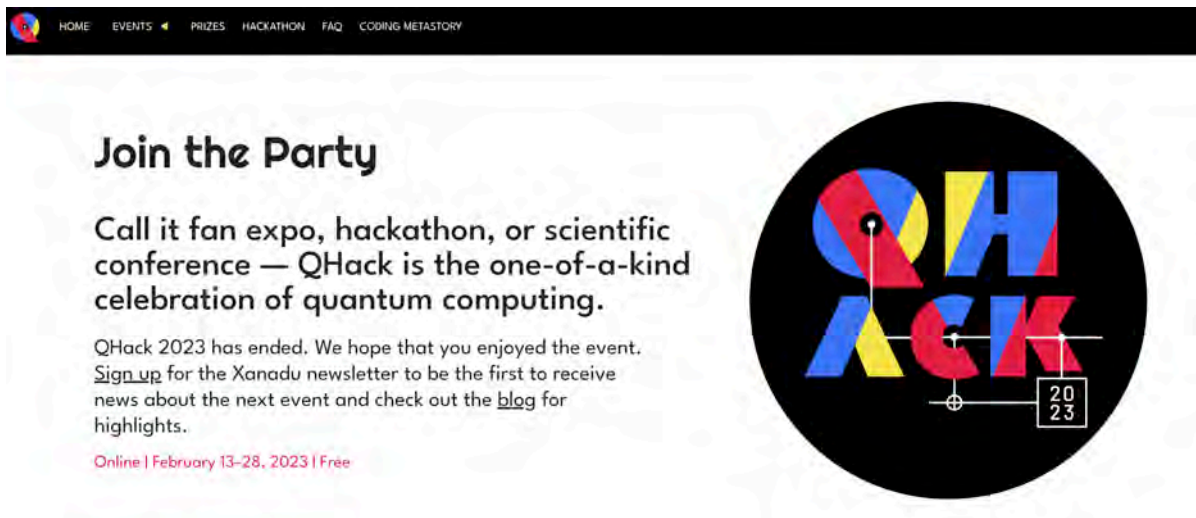 HOME EVENTS PRIZES HACKATHON FAQ CODING METASTORY
Join the Party
Call it fan expo, hackathon, or scientific
conference — QHack is the one-of-a-kind
celebration of quantum computing.
QHack 2023 has ended. We hope that you enjoyed the event.
Sign up for the Xanadu newsletter to be the first to receive
news about the next event and check out the blog for
highlights.
Online | February 13–28, 2023 | Free
QH
ACK
20
23